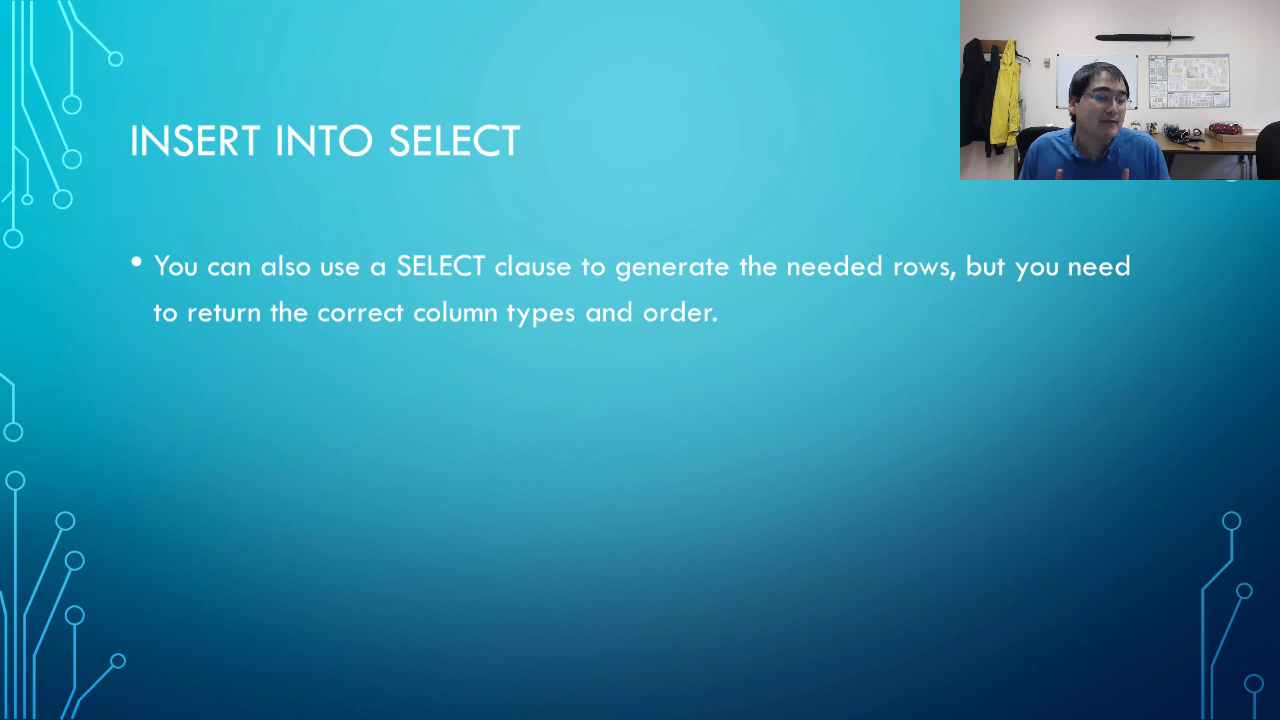 INSERT INTO SELECT
• You can also use a SELECT clause to generate the needed rows, but you need
to return the correct column types and order.